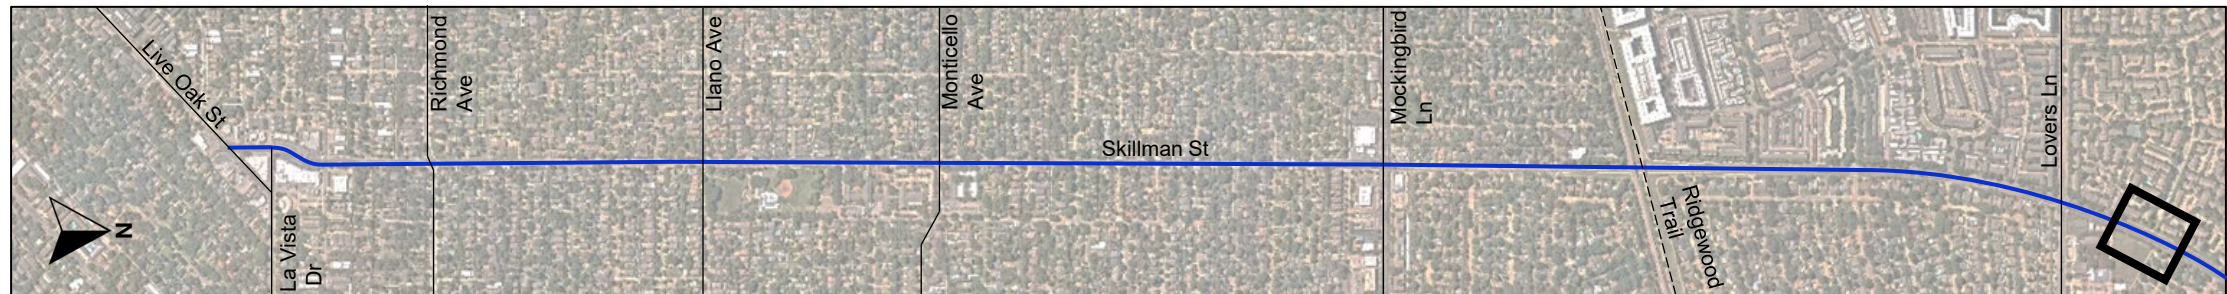 Live Oak St
La Vista
Dr
Richmond
Ave
Llano Ave
Monticello
Ave
Skillman St
Mockingbird
Ln
Ridgewood
Trail
Lovers Ln
N